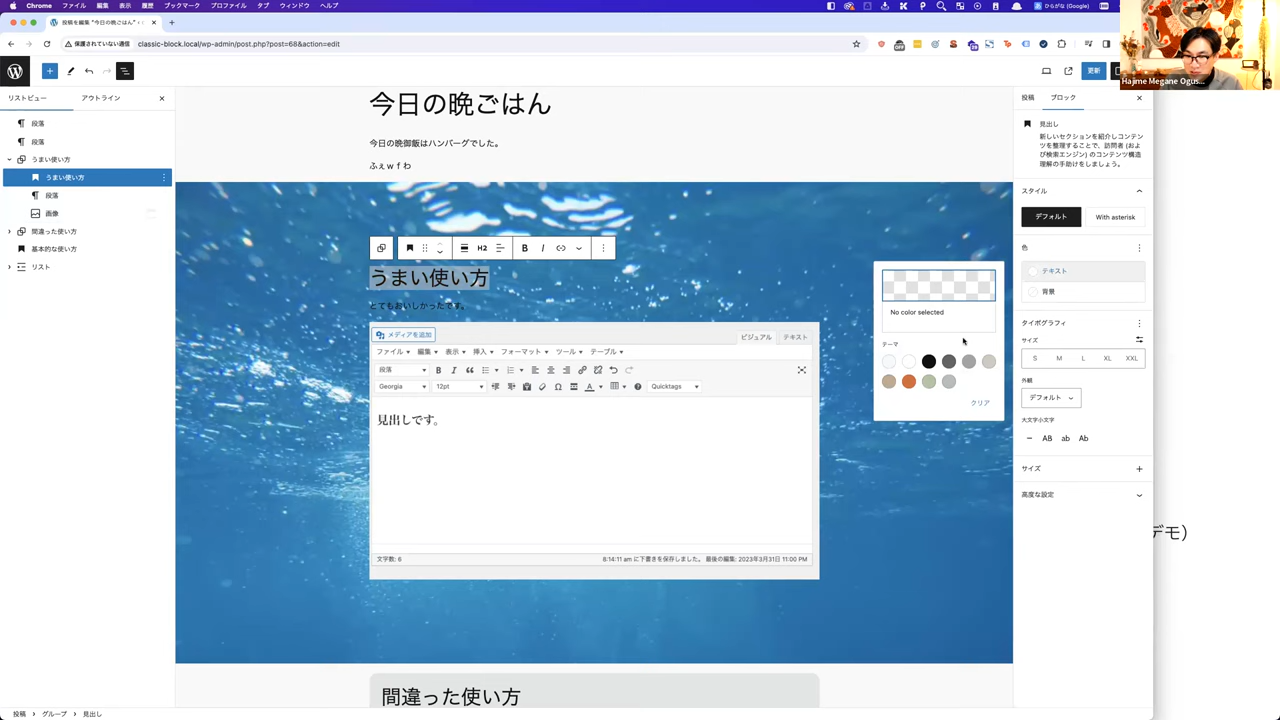 Chrome ファイル 編集 表示 履歴 ブックマーク プロファイル タブ ウィンドウ ヘルプ
ひらがな (Google)
投稿を編集 "今日の晩ごはん"
保護されていない通信
classic-block.local/wp-admin/post.php?post=68&action=edit
OFF
更新
Hajime Megane Ogus...
リストビュー
アウトライン
投稿
ブロック
段落
段落
うまい使い方
うまい使い方
段落
画像
間違った使い方
基本的な使い方
リスト
今日の晩ごはん
今日の晩御飯はハンバーグでした。
ふぇｗｆわ
H2 B I
うまい使い方
とてもおいしかったです。
メディアを追加
ビジュアル
テキスト
ファイル 編集 表示 挿入 フォーマット ツール テーブル
段落 B I
Georgia 12pt A Quicktags
見出しです。
文字数: 6
8:14:11 am に下書きを保存しました。 最後の編集: 2023年3月31日 11:00 PM
間違った使い方
No color selected
テーマ
クリア
見出し
新しいセクションを紹介しコンテンツを整理することで、訪問者 (および検索エンジン) のコンテンツ構造理解の手助けをしましょう。
スタイル
デフォルト
With asterisk
色
テキスト
背景
タイポグラフィ
サイズ
S M L XL XXL
外観
デフォルト
大文字小文字
AB ab Ab
サイズ
高度な設定
デモ)
投稿 > グループ > 見出し